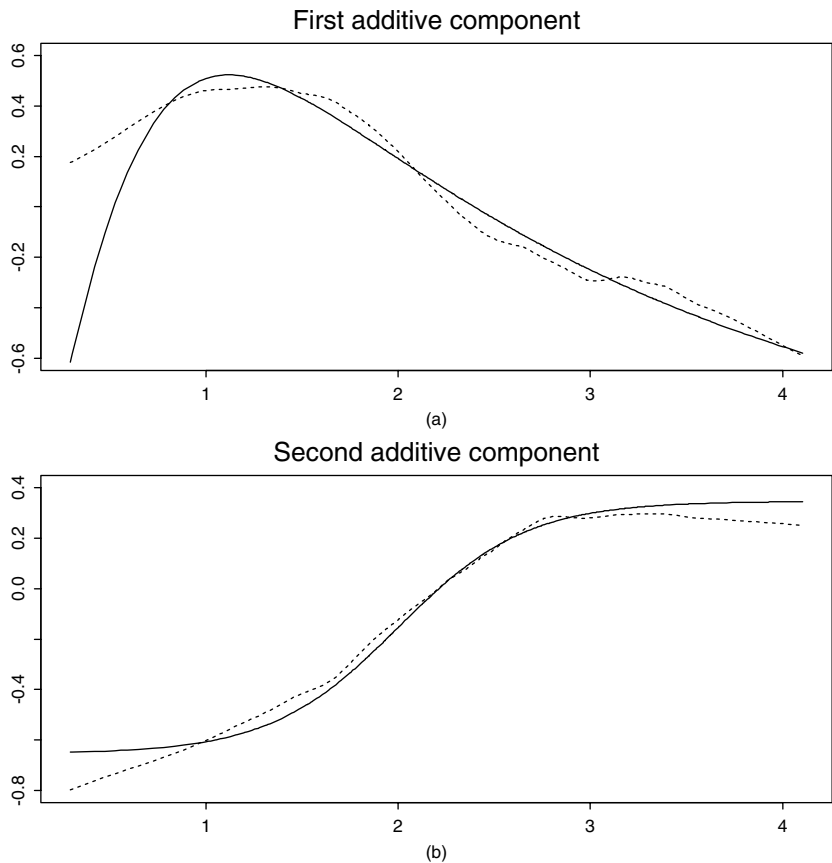 First additive component
0.6
0.4
0.2
-0.2
-0.6
1 2 3 4
(a)
Second additive component
0.4
0.2
0.0
-0.4
-0.8
1 2 3 4
(b)